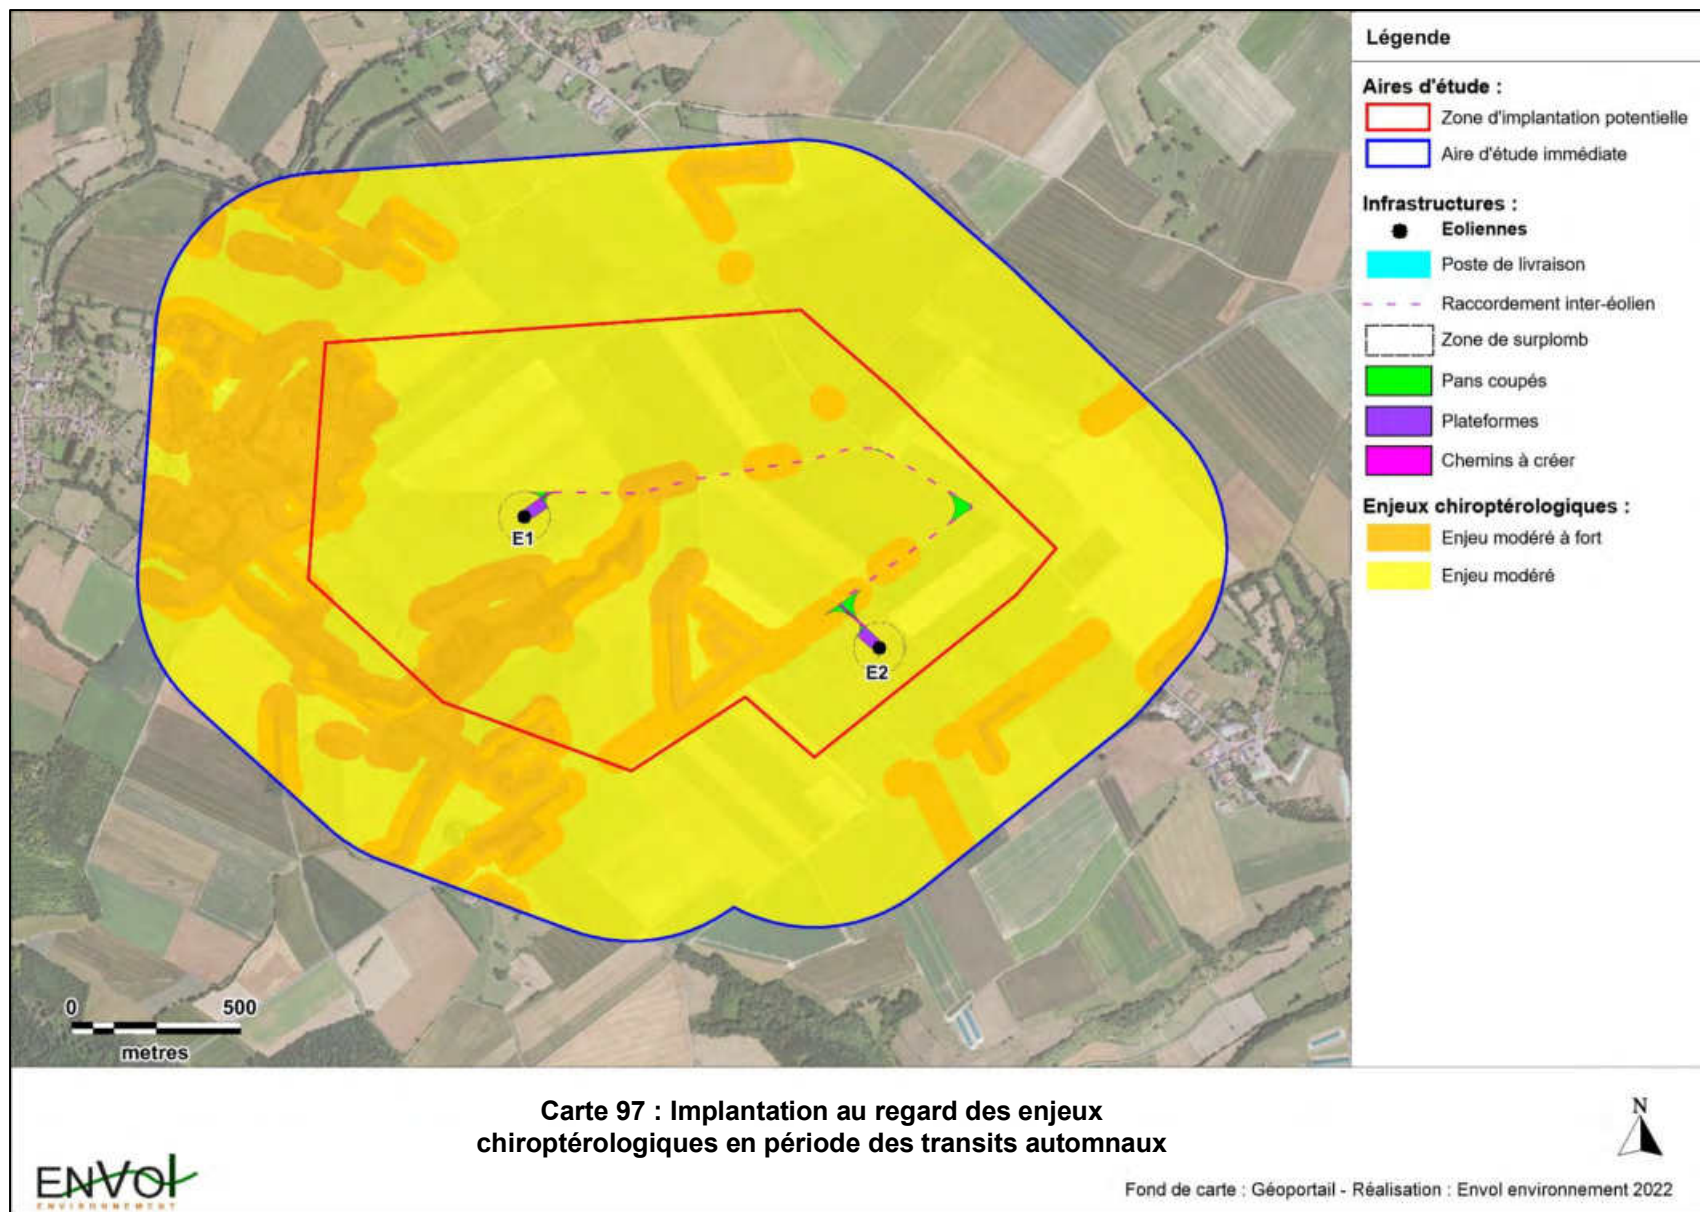 Légende
Aires d'étude :
Zone d'implantation potentielle
Aire d'étude immédiate
Infrastructures :
Eoliennes
Poste de livraison
Raccordement inter-éolien
Zone de surplomb
Pans coupés
Plateformes
Chemins à créer
Enjeux chiroptérologiques :
Enjeu modéré à fort
Enjeu modéré
E1
E2
0 500
metres
Carte 97 : Implantation au regard des enjeux
chiroptérologiques en période des transits automnaux
N
ENVOL
ENVIRONNEMENT
Fond de carte : Géoportail - Réalisation : Envol environnement 2022